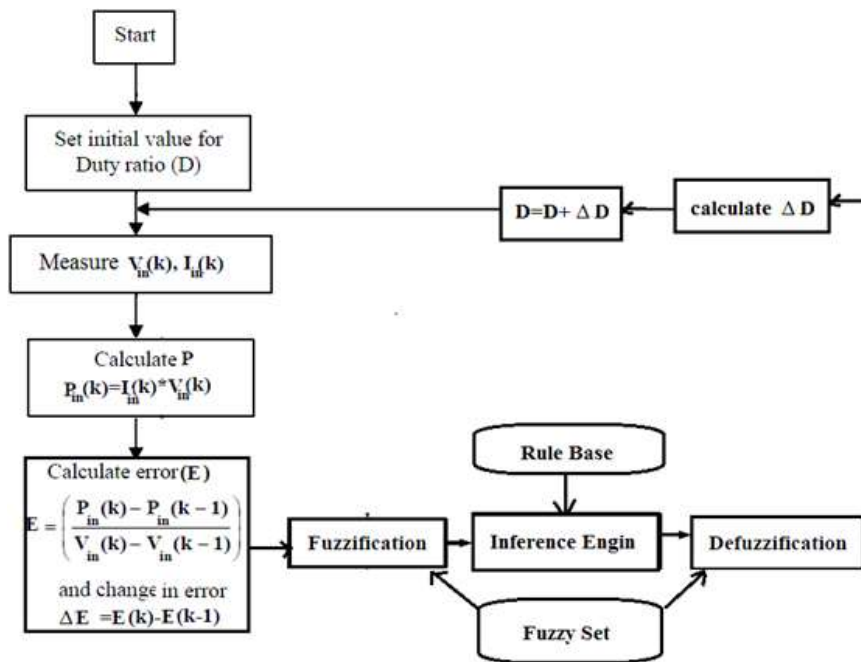 Start
Set initial value for
Duty ratio (D)
D=D+ Δ D
calculate Δ D
Measure V_in(k), I_in(k)
Calculate P
P_in(k)=I_in(k)*V_in(k)
Calculate error(E)
E = ( (P_in(k) − P_in(k − 1)) / (V_in(k) − V_in(k − 1)) )
and change in error
Δ E =E(k)-E(k-1)
Fuzzification
Rule Base
Inference Engin
Fuzzy Set
Defuzzification